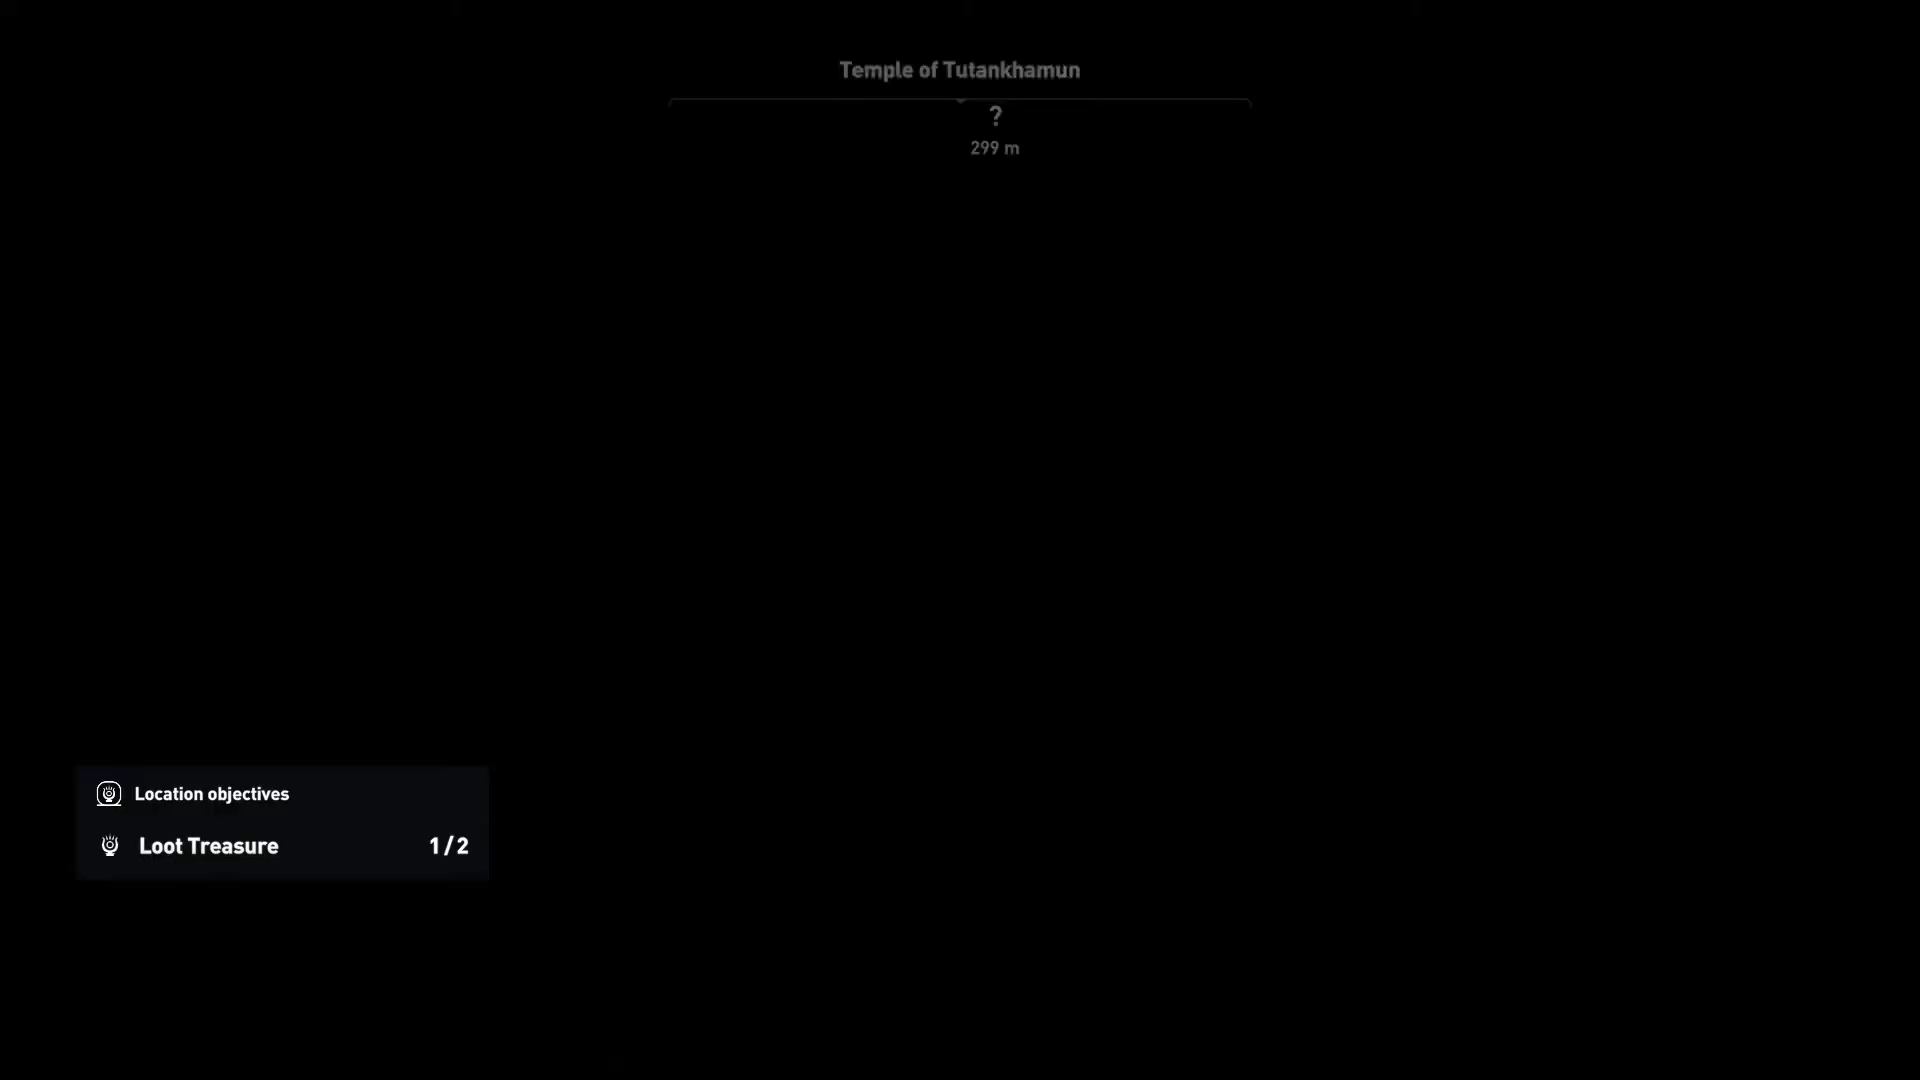 Temple of Tutankhamun
?
299 m
Location objectives
Loot Treasure 1/2